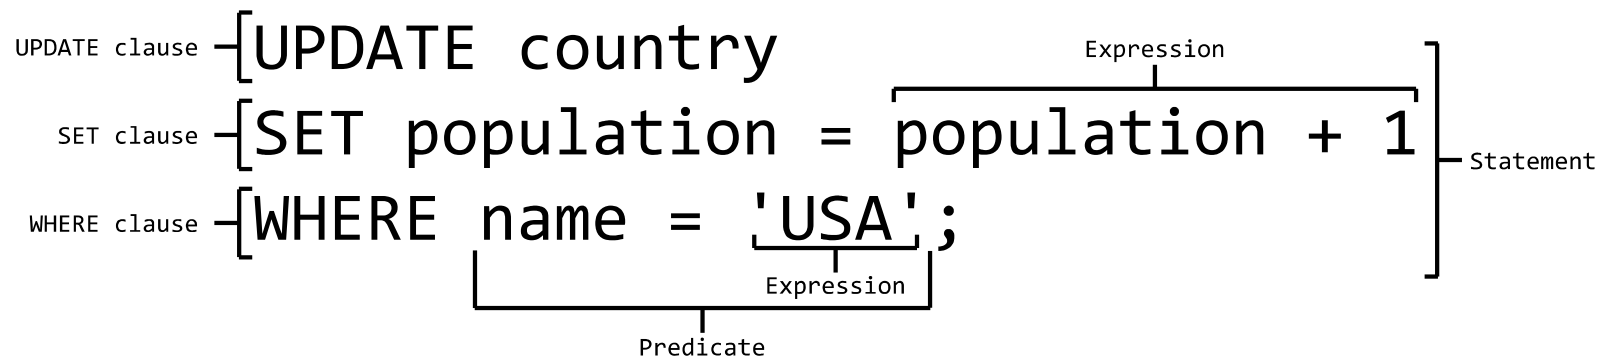 UPDATE clause
UPDATE country
Expression
SET clause
SET population = population + 1
Statement
WHERE clause
WHERE name = 'USA';
Expression
Predicate